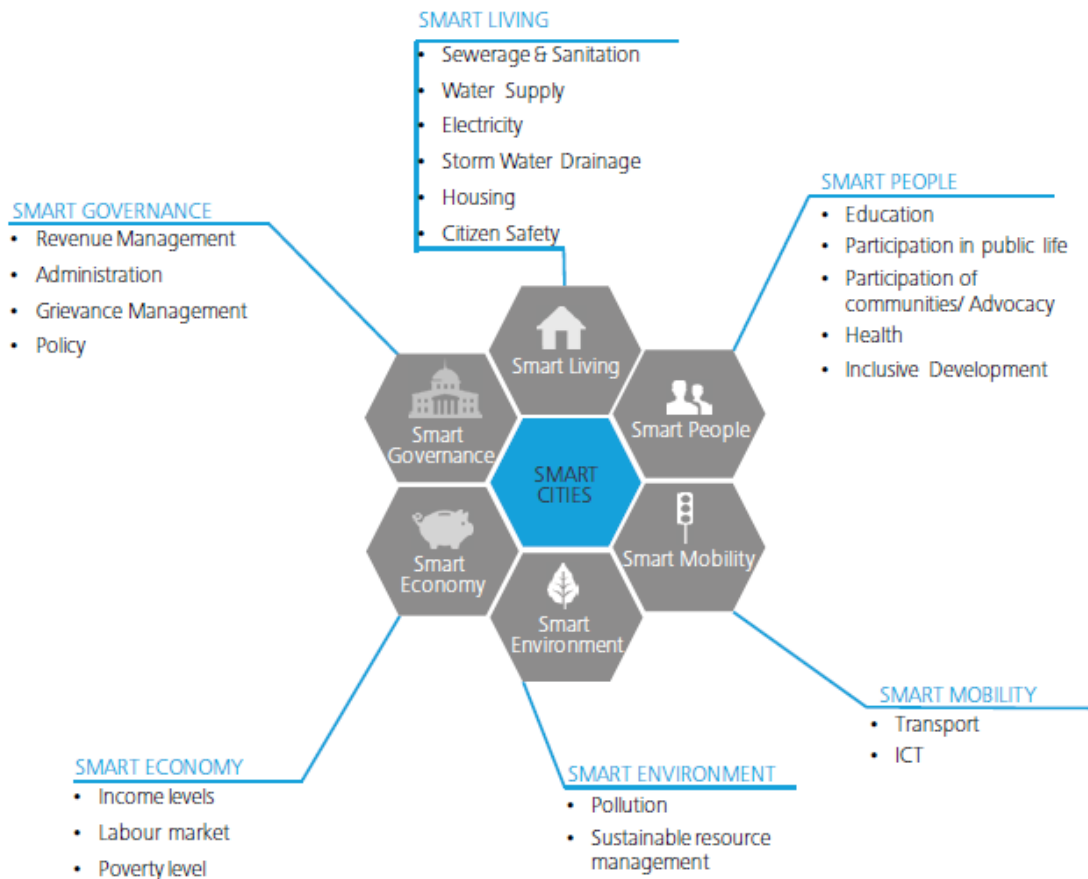 SMART LIVING
• Sewerage & Sanitation
• Water Supply
• Electricity
• Storm Water Drainage
• Housing
• Citizen Safety
SMART PEOPLE
• Education
• Participation in public life
• Participation of
communities/ Advocacy
• Health
• Inclusive Development
SMART GOVERNANCE
• Revenue Management
• Administration
• Grievance Management
• Policy
Smart Living
Smart People
Smart
Governance
SMART
CITIES
Smart Mobility
Smart
Economy
Smart
Environment
SMART MOBILITY
• Transport
• ICT
SMART ECONOMY
• Income levels
• Labour market
• Poverty level
SMART ENVIRONMENT
• Pollution
• Sustainable resource
management